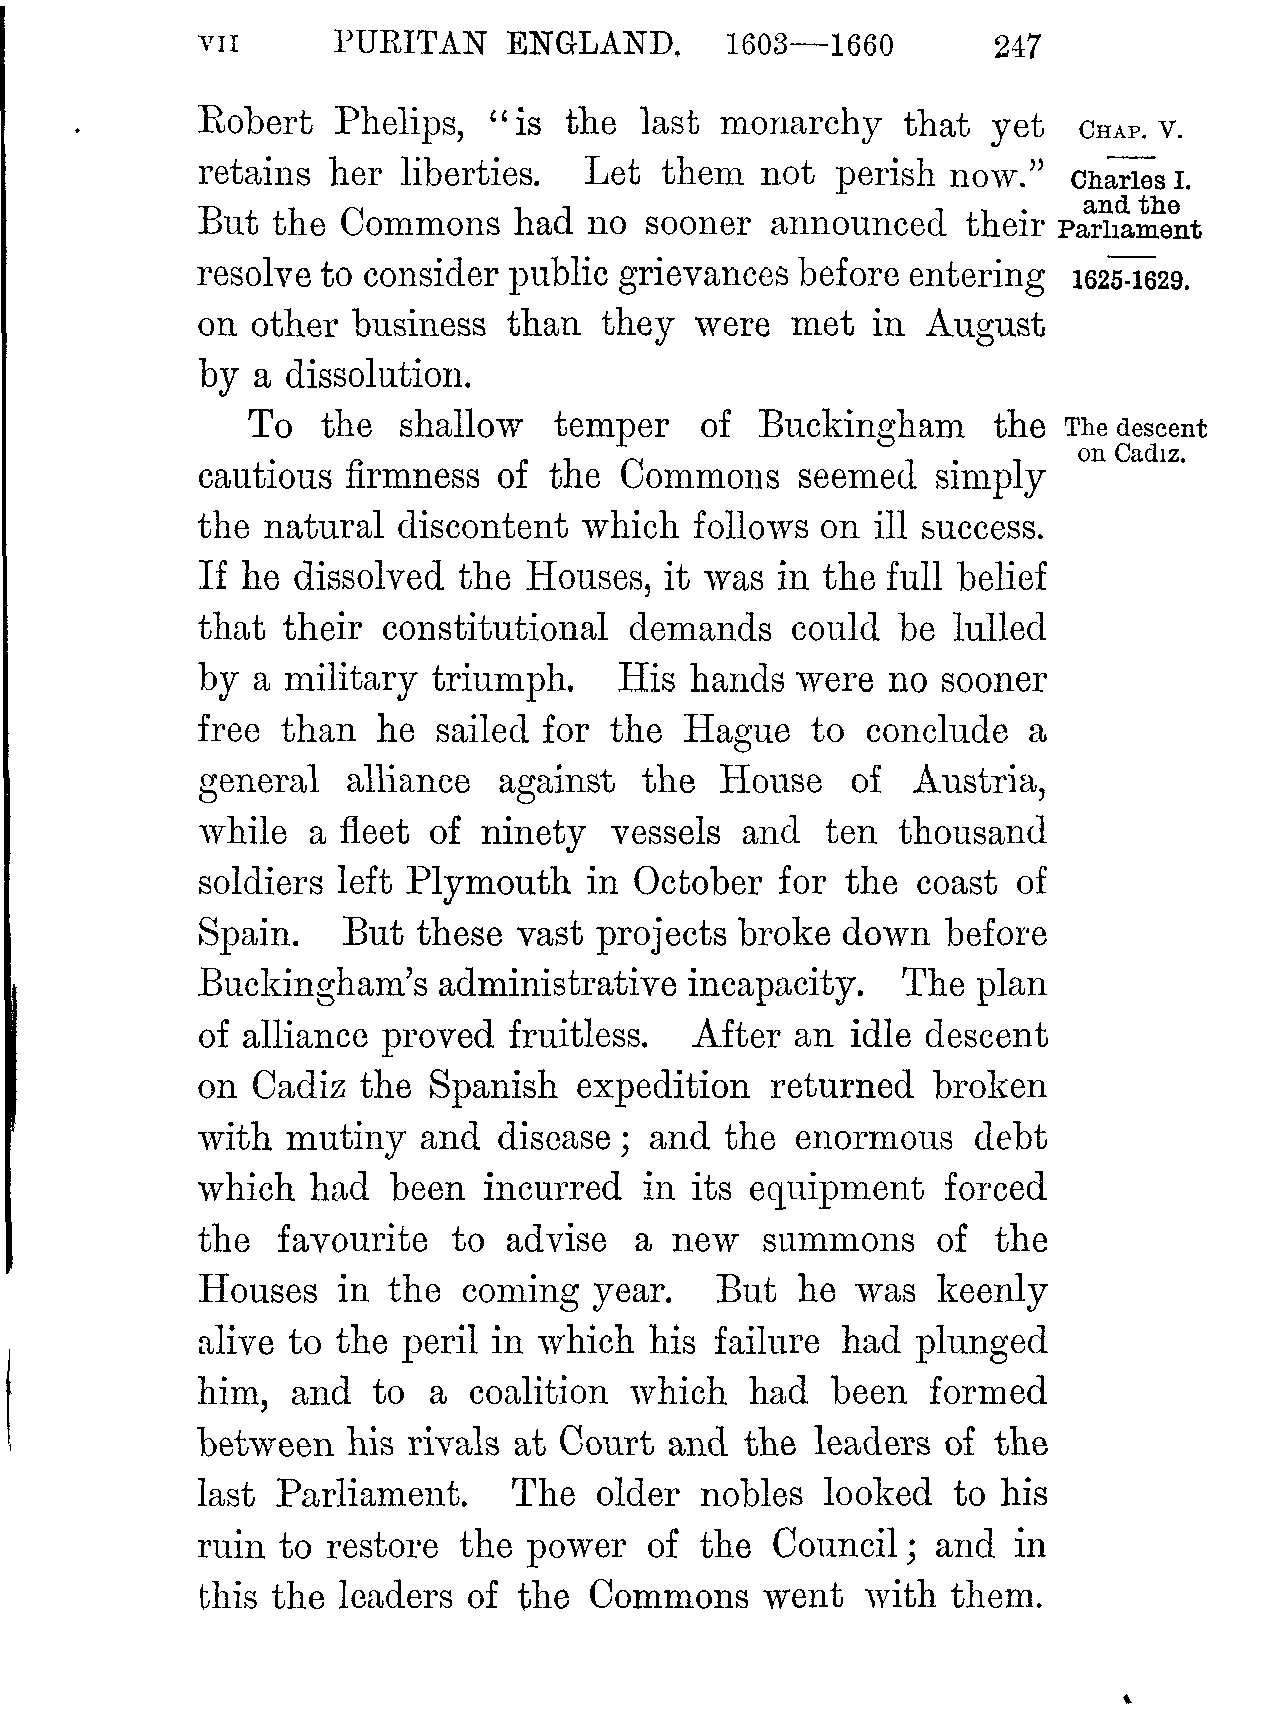 VII PURITAN ENGLAND. 1603—1660 247
Robert Phelips, “is the last monarchy that yet
retains her liberties. Let them not perish now.”
But the Commons had no sooner announced their
resolve to consider public grievances before entering
on other business than they were met in August
by a dissolution.
CHAP. V.
Charles I.
and the
Parliament
1625-1629.
To the shallow temper of Buckingham the
cautious firmness of the Commons seemed simply
the natural discontent which follows on ill success.
If he dissolved the Houses, it was in the full belief
that their constitutional demands could be lulled
by a military triumph. His hands were no sooner
free than he sailed for the Hague to conclude a
general alliance against the House of Austria,
while a fleet of ninety vessels and ten thousand
soldiers left Plymouth in October for the coast of
Spain. But these vast projects broke down before
Buckingham's administrative incapacity. The plan
of alliance proved fruitless. After an idle descent
on Cadiz the Spanish expedition returned broken
with mutiny and disease; and the enormous debt
which had been incurred in its equipment forced
the favourite to advise a new summons of the
Houses in the coming year. But he was keenly
alive to the peril in which his failure had plunged
him, and to a coalition which had been formed
between his rivals at Court and the leaders of the
last Parliament. The older nobles looked to his
ruin to restore the power of the Council; and in
this the leaders of the Commons went with them.
The descent
on Cadiz.